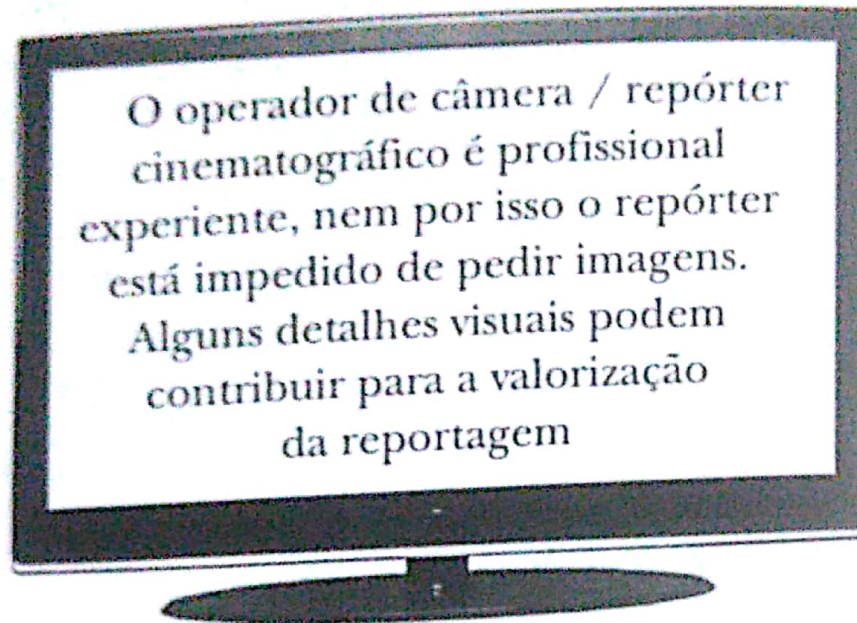 O operador de câmera / repórter
cinematográfico é profissional
experiente, nem por isso o repórter
está impedido de pedir imagens.
Alguns detalhes visuais podem
contribuir para a valorização
da reportagem